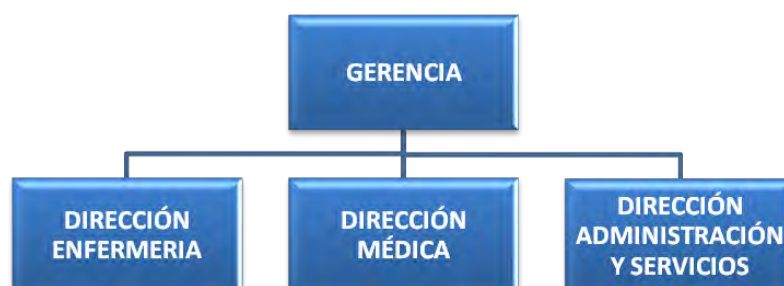 GERENCIA
DIRECCIÓN
ENFERMERIA
DIRECCIÓN
MÉDICA
DIRECCIÓN
ADMINISTRACIÓN
Y SERVICIOS